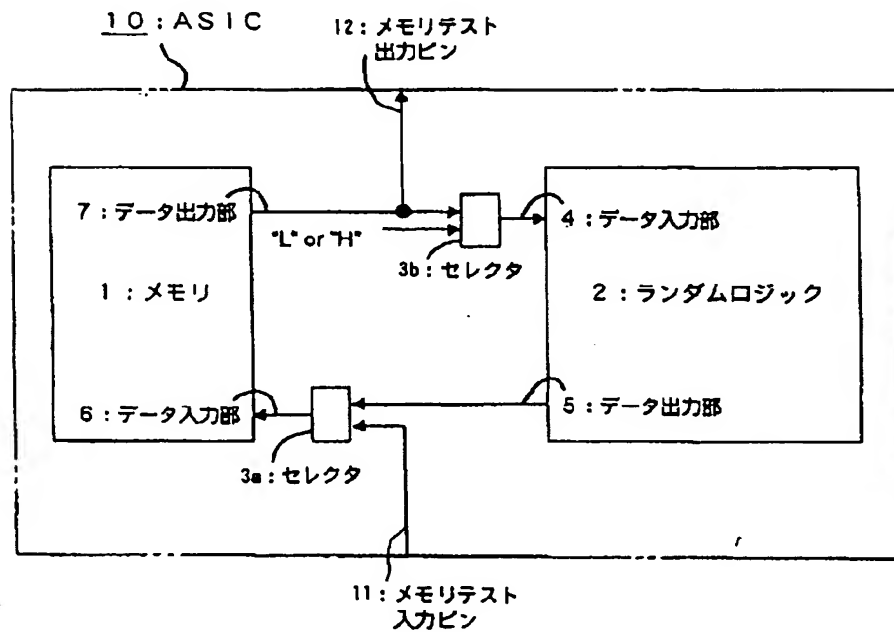 10：ASIC
12：メモリテスト
出力ピン
7：データ出力部
"L" or "H"
4：データ入力部
3b：セレクタ
1：メモリ
2：ランダムロジック
6：データ入力部
5：データ出力部
3a：セレクタ
11：メモリテスト
入力ピン